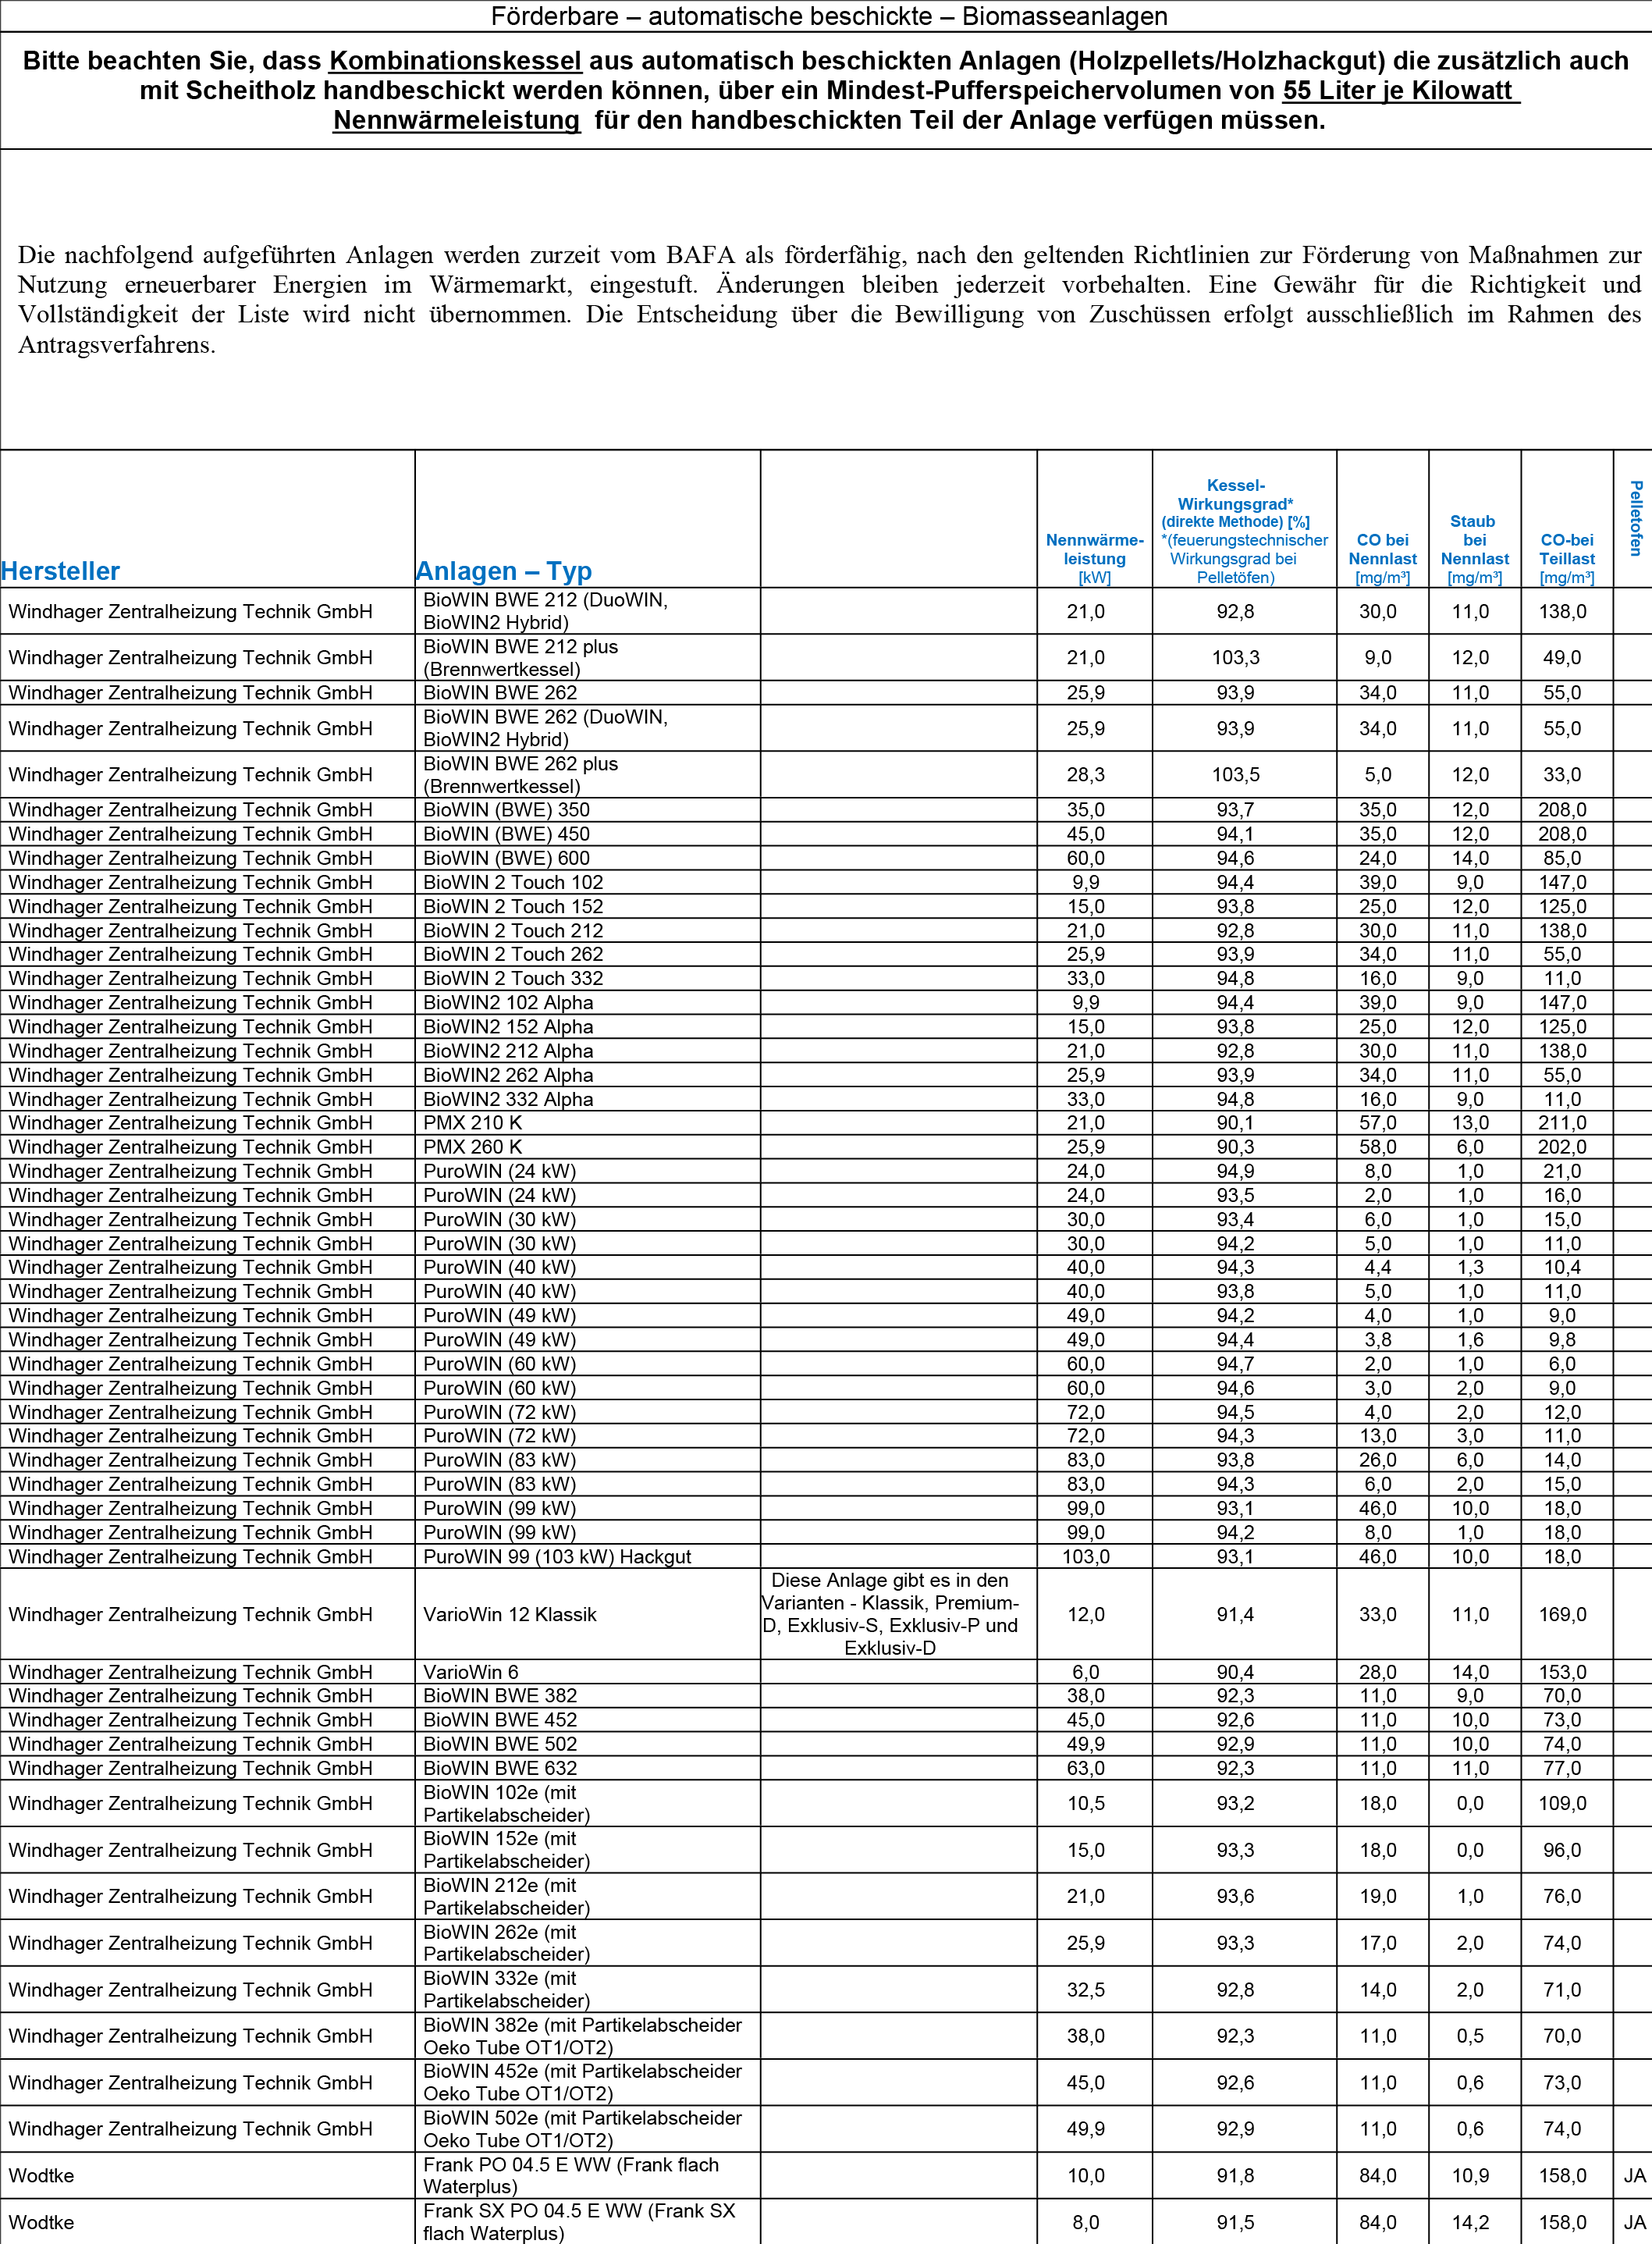 Förderbare – automatische beschickte – Biomasseanlagen
Bitte beachten Sie, dass Kombinationskessel aus automatisch beschickten Anlagen (Holzpellets/Holzhackgut) die zusätzlich auch
mit Scheitholz handbeschickt werden können, über ein Mindest-Pufferspeichervolumen von 55 Liter je Kilowatt
Nennwärmeleistung für den handbeschickten Teil der Anlage verfügen müssen.
Die nachfolgend aufgeführten Anlagen werden zurzeit vom BAFA als förderfähig, nach den geltenden Richtlinien zur Förderung von Maßnahmen zur
Nutzung erneuerbarer Energien im Wärmemarkt, eingestuft. Änderungen bleiben jederzeit vorbehalten. Eine Gewähr für die Richtigkeit und
Vollständigkeit der Liste wird nicht übernommen. Die Entscheidung über die Bewilligung von Zuschüssen erfolgt ausschließlich im Rahmen des
Antragsverfahrens.
Hersteller
Anlagen – Typ
Nennwärme-
leistung
[kW]
Kessel-
Wirkungsgrad*
(direkte Methode) [%]
*(feuerungstechnischer
Wirkungsgrad bei
Pelletöfen)
CO bei
Nennlast
[mg/m³]
Staub
bei
Nennlast
[mg/m³]
CO-bei
Teillast
[mg/m³]
Pelletofen
Windhager Zentralheizung Technik GmbH BioWIN BWE 212 (DuoWIN,
BioWIN2 Hybrid) 21,0 92,8 30,0 11,0 138,0
Windhager Zentralheizung Technik GmbH BioWIN BWE 212 plus
(Brennwertkessel) 21,0 103,3 9,0 12,0 49,0
Windhager Zentralheizung Technik GmbH BioWIN BWE 262 25,9 93,9 34,0 11,0 55,0
Windhager Zentralheizung Technik GmbH BioWIN BWE 262 (DuoWIN,
BioWIN2 Hybrid) 25,9 93,9 34,0 11,0 55,0
Windhager Zentralheizung Technik GmbH BioWIN BWE 262 plus
(Brennwertkessel) 28,3 103,5 5,0 12,0 33,0
Windhager Zentralheizung Technik GmbH BioWIN (BWE) 350 35,0 93,7 35,0 12,0 208,0
Windhager Zentralheizung Technik GmbH BioWIN (BWE) 450 45,0 94,1 35,0 12,0 208,0
Windhager Zentralheizung Technik GmbH BioWIN (BWE) 600 60,0 94,6 24,0 14,0 85,0
Windhager Zentralheizung Technik GmbH BioWIN 2 Touch 102 9,9 94,4 39,0 9,0 147,0
Windhager Zentralheizung Technik GmbH BioWIN 2 Touch 152 15,0 93,8 25,0 12,0 125,0
Windhager Zentralheizung Technik GmbH BioWIN 2 Touch 212 21,0 92,8 30,0 11,0 138,0
Windhager Zentralheizung Technik GmbH BioWIN 2 Touch 262 25,9 93,9 34,0 11,0 55,0
Windhager Zentralheizung Technik GmbH BioWIN 2 Touch 332 33,0 94,8 16,0 9,0 11,0
Windhager Zentralheizung Technik GmbH BioWIN2 102 Alpha 9,9 94,4 39,0 9,0 147,0
Windhager Zentralheizung Technik GmbH BioWIN2 152 Alpha 15,0 93,8 25,0 12,0 125,0
Windhager Zentralheizung Technik GmbH BioWIN2 212 Alpha 21,0 92,8 30,0 11,0 138,0
Windhager Zentralheizung Technik GmbH BioWIN2 262 Alpha 25,9 93,9 34,0 11,0 55,0
Windhager Zentralheizung Technik GmbH BioWIN2 332 Alpha 33,0 94,8 16,0 9,0 11,0
Windhager Zentralheizung Technik GmbH PMX 210 K 21,0 90,1 57,0 13,0 211,0
Windhager Zentralheizung Technik GmbH PMX 260 K 25,9 90,3 58,0 6,0 202,0
Windhager Zentralheizung Technik GmbH PuroWIN (24 kW) 24,0 94,9 8,0 1,0 21,0
Windhager Zentralheizung Technik GmbH PuroWIN (24 kW) 24,0 93,5 2,0 1,0 16,0
Windhager Zentralheizung Technik GmbH PuroWIN (30 kW) 30,0 93,4 6,0 1,0 15,0
Windhager Zentralheizung Technik GmbH PuroWIN (30 kW) 30,0 94,2 5,0 1,0 11,0
Windhager Zentralheizung Technik GmbH PuroWIN (40 kW) 40,0 94,3 4,4 1,3 10,4
Windhager Zentralheizung Technik GmbH PuroWIN (40 kW) 40,0 93,8 5,0 1,0 11,0
Windhager Zentralheizung Technik GmbH PuroWIN (49 kW) 49,0 94,2 4,0 1,0 9,0
Windhager Zentralheizung Technik GmbH PuroWIN (49 kW) 49,0 94,4 3,8 1,6 9,8
Windhager Zentralheizung Technik GmbH PuroWIN (60 kW) 60,0 94,7 2,0 1,0 6,0
Windhager Zentralheizung Technik GmbH PuroWIN (60 kW) 60,0 94,6 3,0 2,0 9,0
Windhager Zentralheizung Technik GmbH PuroWIN (72 kW) 72,0 94,5 4,0 2,0 12,0
Windhager Zentralheizung Technik GmbH PuroWIN (72 kW) 72,0 94,3 13,0 3,0 11,0
Windhager Zentralheizung Technik GmbH PuroWIN (83 kW) 83,0 93,8 26,0 6,0 14,0
Windhager Zentralheizung Technik GmbH PuroWIN (83 kW) 83,0 94,3 6,0 2,0 15,0
Windhager Zentralheizung Technik GmbH PuroWIN (99 kW) 99,0 93,1 46,0 10,0 18,0
Windhager Zentralheizung Technik GmbH PuroWIN (99 kW) 99,0 94,2 8,0 1,0 18,0
Windhager Zentralheizung Technik GmbH PuroWIN 99 (103 kW) Hackgut 103,0 93,1 46,0 10,0 18,0
Windhager Zentralheizung Technik GmbH VarioWin 12 Klassik Diese Anlage gibt es in den
Varianten - Klassik, Premium-
D, Exklusiv-S, Exklusiv-P und
Exklusiv-D 12,0 91,4 33,0 11,0 169,0
Windhager Zentralheizung Technik GmbH VarioWin 6 6,0 90,4 28,0 14,0 153,0
Windhager Zentralheizung Technik GmbH BioWIN BWE 382 38,0 92,3 11,0 9,0 70,0
Windhager Zentralheizung Technik GmbH BioWIN BWE 452 45,0 92,6 11,0 10,0 73,0
Windhager Zentralheizung Technik GmbH BioWIN BWE 502 49,9 92,9 11,0 10,0 74,0
Windhager Zentralheizung Technik GmbH BioWIN BWE 632 63,0 92,3 11,0 11,0 77,0
Windhager Zentralheizung Technik GmbH BioWIN 102e (mit
Partikelabscheider) 10,5 93,2 18,0 0,0 109,0
Windhager Zentralheizung Technik GmbH BioWIN 152e (mit
Partikelabscheider) 15,0 93,3 18,0 0,0 96,0
Windhager Zentralheizung Technik GmbH BioWIN 212e (mit
Partikelabscheider) 21,0 93,6 19,0 1,0 76,0
Windhager Zentralheizung Technik GmbH BioWIN 262e (mit
Partikelabscheider) 25,9 93,3 17,0 2,0 74,0
Windhager Zentralheizung Technik GmbH BioWIN 332e (mit
Partikelabscheider) 32,5 92,8 14,0 2,0 71,0
Windhager Zentralheizung Technik GmbH BioWIN 382e (mit Partikelabscheider
Oeko Tube OT1/OT2) 38,0 92,3 11,0 0,5 70,0
Windhager Zentralheizung Technik GmbH BioWIN 452e (mit Partikelabscheider
Oeko Tube OT1/OT2) 45,0 92,6 11,0 0,6 73,0
Windhager Zentralheizung Technik GmbH BioWIN 502e (mit Partikelabscheider
Oeko Tube OT1/OT2) 49,9 92,9 11,0 0,6 74,0
Wodtke Frank PO 04.5 E WW (Frank flach
Waterplus) 10,0 91,8 84,0 10,9 158,0 JA
Wodtke Frank SX PO 04.5 E WW (Frank SX
flach Waterplus) 8,0 91,5 84,0 14,2 158,0 JA